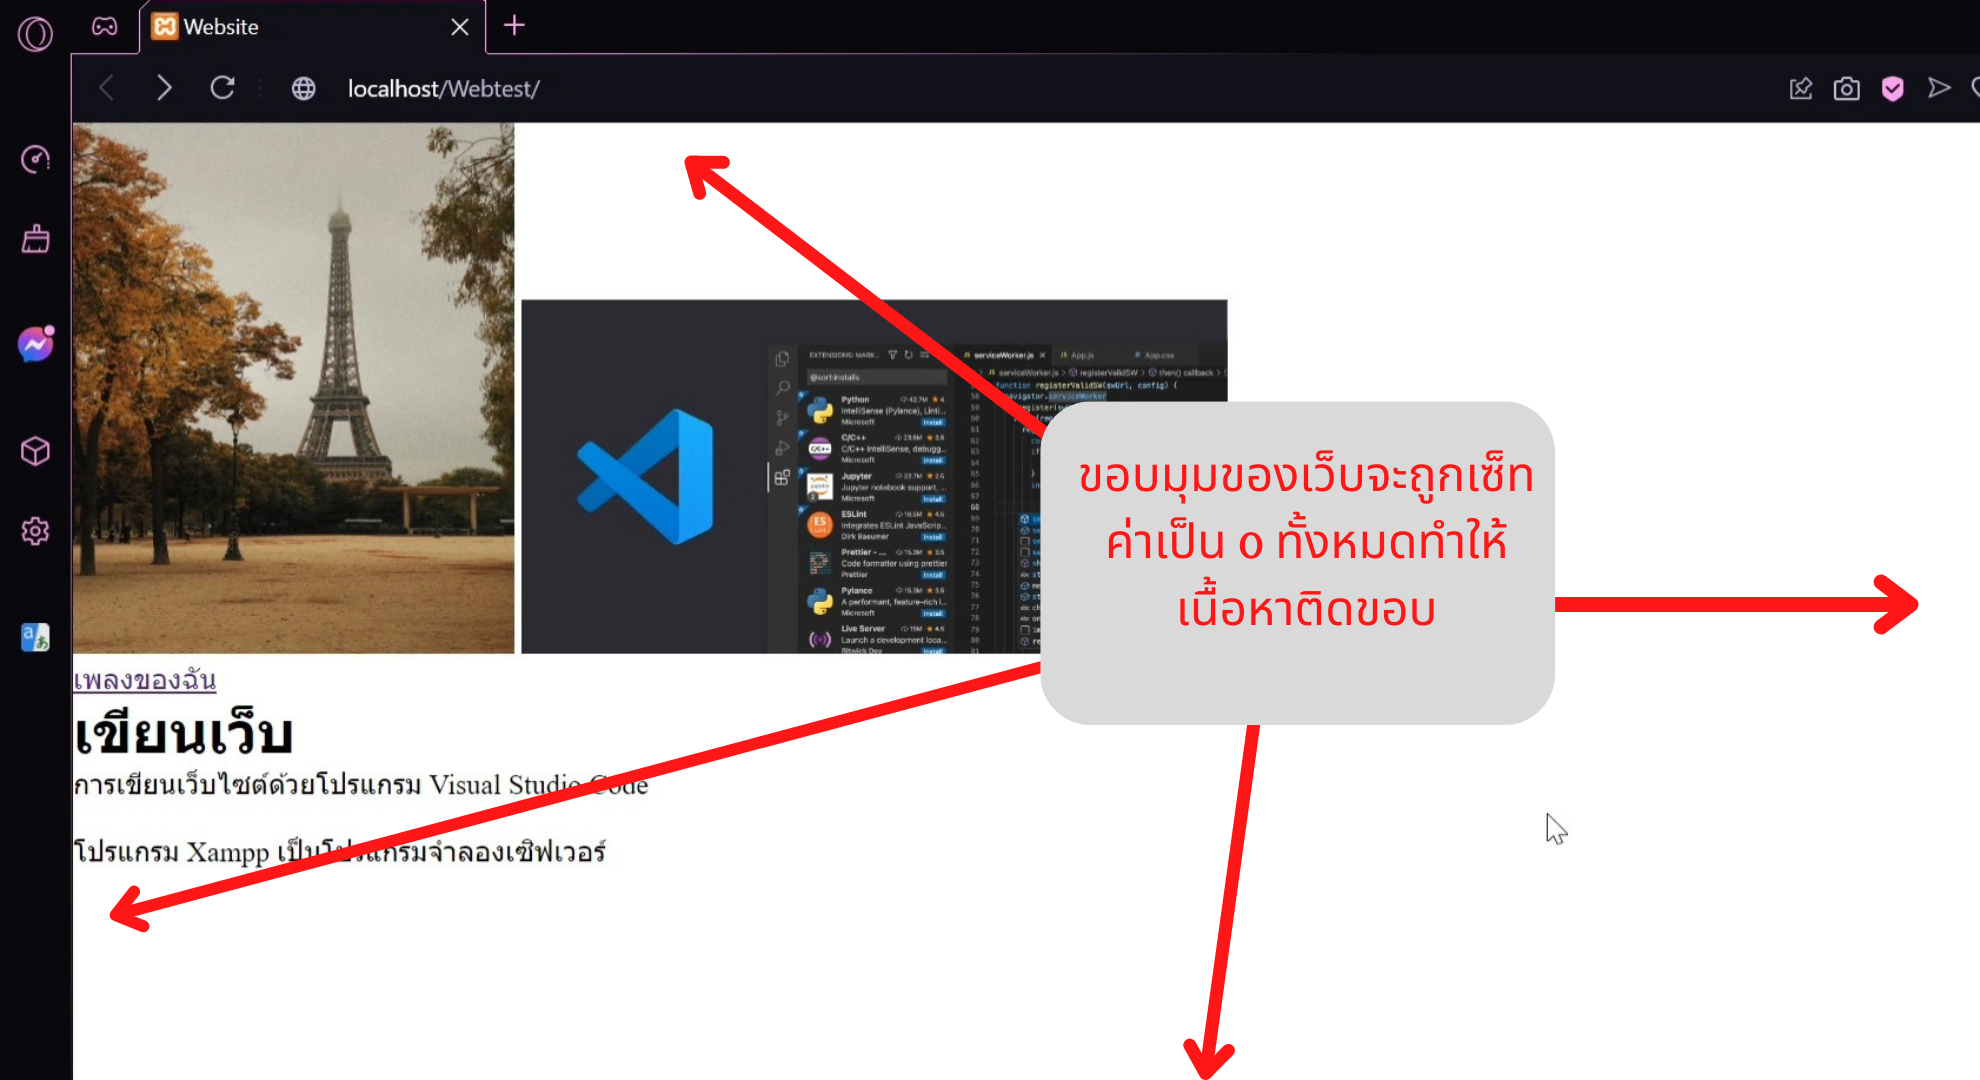 Website
localhost/Webtest/
EXTENSIONS: MARK...
@sort:installs
Python
IntelliSense (Pylance), Linti...
Microsoft
Install
C/C++
C/C++ IntelliSense, debugg...
Microsoft
Install
Jupyter
Jupyter notebook support, ...
Microsoft
Install
ESLint
Integrates ESLint JavaScrip...
Dirk Baeumer
Install
Prettier - ...
Code formatter using prettier
Prettier
Install
Pylance
A performant, feature-rich l...
Microsoft
Install
Live Server
Launch a development loca...
Ritwick Dey
Install
serviceWorker.js
App.js
App.css
serviceWorker.js > registerValidSW > then() callback >
function registerValidSW(swUrl, config) {
navigator.serviceWorker
ขอบมุมของเว็บจะถูกเซ็ท
ค่าเป็น 0 ทั้งหมดทำให้
เนื้อหาติดขอบ
เพลงของฉัน
เขียนเว็บ
การเขียนเว็บไซต์ด้วยโปรแกรม Visual Studio Code
โปรแกรม Xampp เป็นโปรแกรมจำลองเซิฟเวอร์